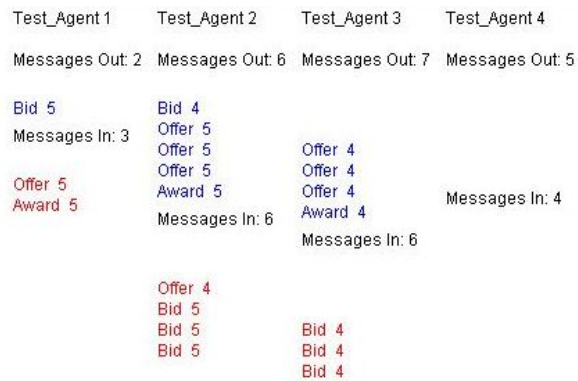 Test_Agent 1
Messages Out: 2
Bid 5
Messages In: 3
Offer 5
Award 5
Test_Agent 2
Messages Out: 6
Bid 4
Offer 5
Offer 5
Offer 5
Award 5
Messages In: 6
Offer 4
Bid 5
Bid 5
Bid 5
Test_Agent 3
Messages Out: 7
Offer 4
Offer 4
Offer 4
Award 4
Messages In: 6
Bid 4
Bid 4
Bid 4
Test_Agent 4
Messages Out: 5
Messages In: 4